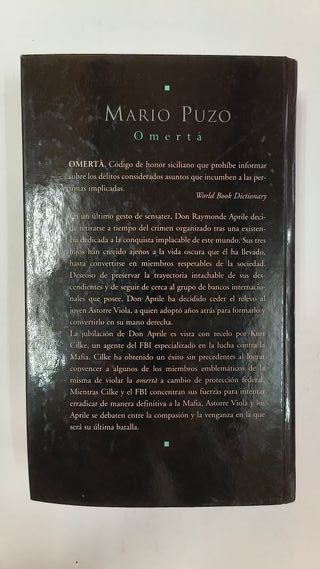 MARIO PUZO
Omertá
OMERTÀ. Código de honor siciliano que prohíbe informar
sobre los delitos considerados asuntos que incumben a las per-
sonas implicadas.
World Book Dictionary
En un último gesto de sensatez, Don Raymonde Aprile deci-
de retirarse a tiempo del crimen organizado tras una existen-
cia dedicada a la conquista implacable de este mundo. Sus tres
hijos han crecido ajenos a la vida oscura que él ha llevado,
hasta convertirse en miembros respetables de la sociedad.
Deseoso de preservar la trayectoria intachable de sus des-
cendientes y de seguir de cerca al grupo de bancos internacio-
nales que posee, Don Aprile ha decidido ceder el relevo al
joven Astorre Viola, a quien adoptó años atrás para formarlo y
convertirlo en su mano derecha.
La jubilación de Don Aprile es vista con recelo por Kurt
Cilke, un agente del FBI especializado en la lucha contra la
Mafia. Cilke ha obtenido un éxito sin precedentes al lograr
convencer a algunos de los miembros emblemáticos de la
misma de violar la omertà a cambio de protección federal.
Mientras Cilke y el FBI concentran sus fuerzas para intentar
erradicar de manera definitiva a la Mafia, Astorre Viola y los
Aprile se debaten entre la compasión y la venganza en la que
será su última batalla.